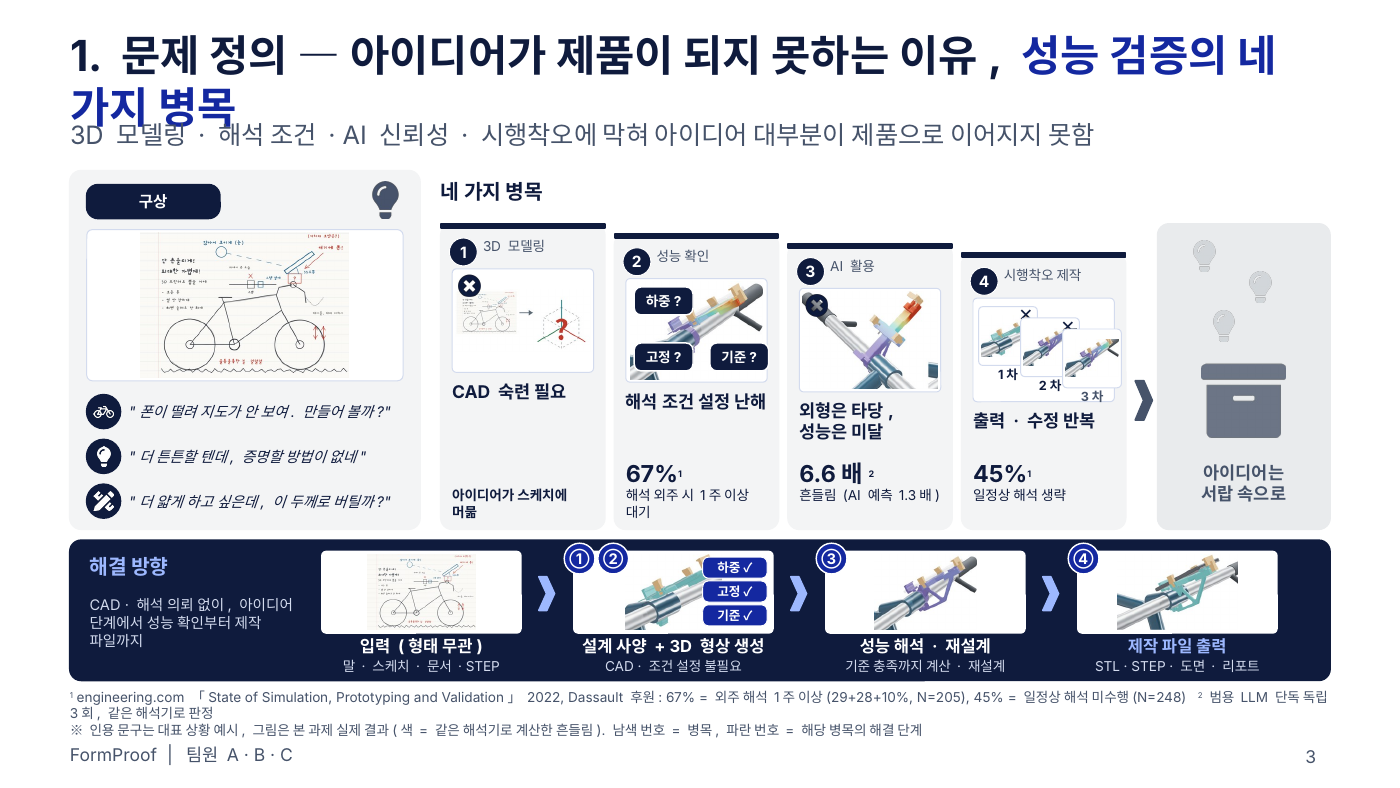 1. 문제 정의 — 아이디어가 제품이 되지 못하는 이유 , 성능 검증의 네
가지 병목
3D 모델링 · 해석 조건 · AI 신뢰성 · 시행착오에 막혀 아이디어 대부분이 제품으로 이어지지 못함
구상
" 폰이 떨려 지도가 안 보여 . 만들어 볼까 ?"
" 더 튼튼할 텐데 , 증명할 방법이 없네 "
" 더 얇게 하고 싶은데 , 이 두께로 버틸까 ?"
네 가지 병목
1 3D 모델링
?
CAD 숙련 필요
아이디어가 스케치에
머묾
2 성능 확인
하중 ?
고정 ?
기준 ?
해석 조건 설정 난해
67%¹
해석 외주 시 1 주 이상
대기
3 AI 활용
외형은 타당 ,
성능은 미달
6.6 배 ²
흔들림 (AI 예측 1.3 배 )
4 시행착오 제작
1 차
2 차
3 차
출력 · 수정 반복
45%¹
일정상 해석 생략
아이디어는
서랍 속으로
해결 방향
CAD · 해석 의뢰 없이 , 아이디어
단계에서 성능 확인부터 제작
파일까지
입력 ( 형태 무관 )
말 · 스케치 · 문서 · STEP
1 2
하중 ✓
고정 ✓
기준 ✓
설계 사양 + 3D 형상 생성
CAD · 조건 설정 불필요
3
성능 해석 · 재설계
기준 충족까지 계산 · 재설계
4
제작 파일 출력
STL · STEP · 도면 · 리포트
¹ engineering.com 「 State of Simulation, Prototyping and Validation 」 2022, Dassault 후원 : 67% = 외주 해석 1 주 이상 (29+28+10%, N=205), 45% = 일정상 해석 미수행 (N=248) ² 범용 LLM 단독 독립
3 회 , 같은 해석기로 판정
※ 인용 문구는 대표 상황 예시 , 그림은 본 과제 실제 결과 ( 색 = 같은 해석기로 계산한 흔들림 ). 남색 번호 = 병목 , 파란 번호 = 해당 병목의 해결 단계
FormProof | 팀원 A · B · C
3